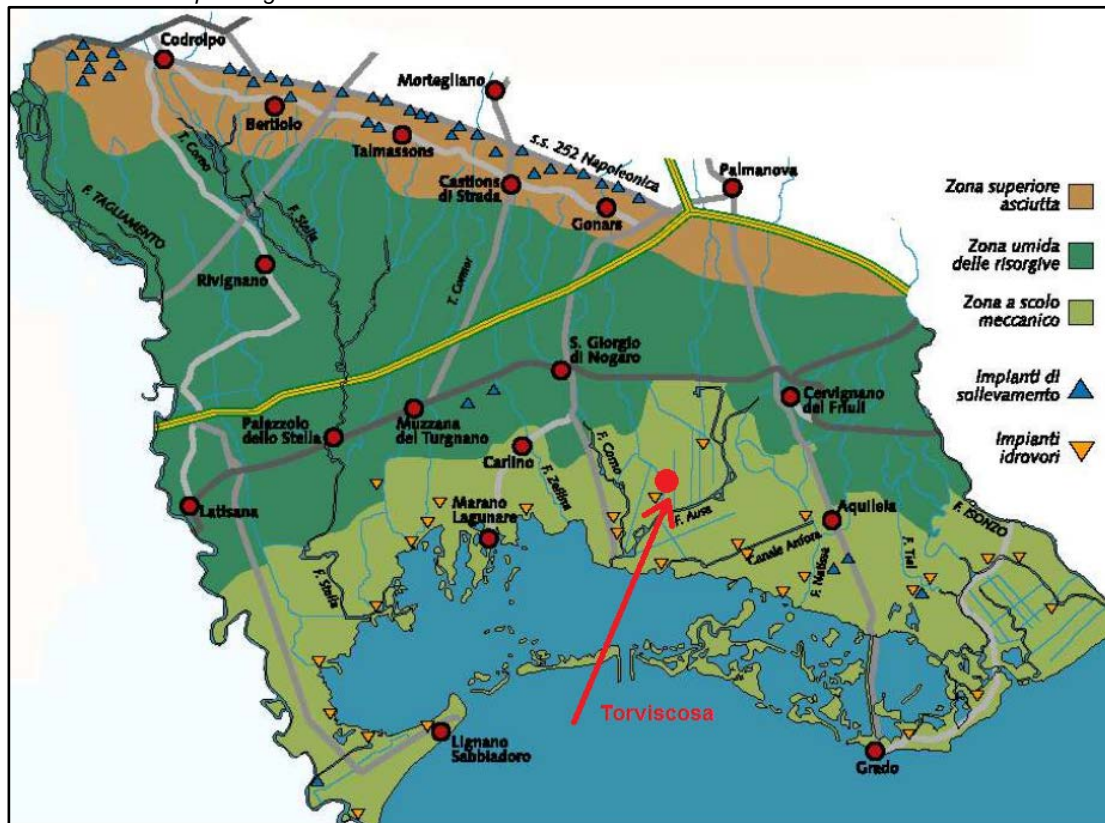 Codroipo
Mortegliano
Bertiolo
Talmassons
s.s. 252 Napoleonica
Palmanova
Castions
di Strada
Gonars
T. Corno
F. Stella
F. TAGLIAMENTO
Rivignano
T. Cormor
S. Giorgio
di Nogaro
Cervignano
del Friuli
Palazzolo
dello Stella
Muzzana
del Turgnano
Carlino
F. Corno
F. Zellina
Latisana
Marano
Lagunare
F. Ausa
Aquileia
F. ISONZO
Canale Anfora
F. Natissa
F. Tiel
F. Stella
Torviscosa
Lignano
Sabbiadoro
Grado
Zona superiore
asciutta
Zona umida
delle risorgive
Zona a scolo
meccanico
Impianti di
sollevamento
Impianti
idrovori